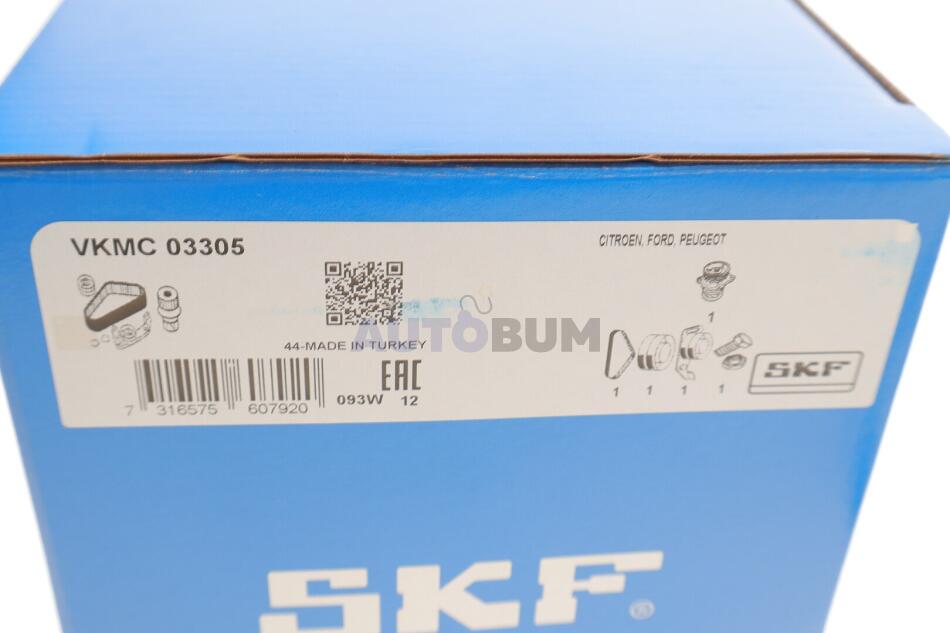 VKMC 03305
CITROEN, FORD, PEUGEOT
1
AUTOBUM
44-MADE IN TURKEY
EAC
SKF
1 1 1 1
7 316575 607920
093W 12
SKF®